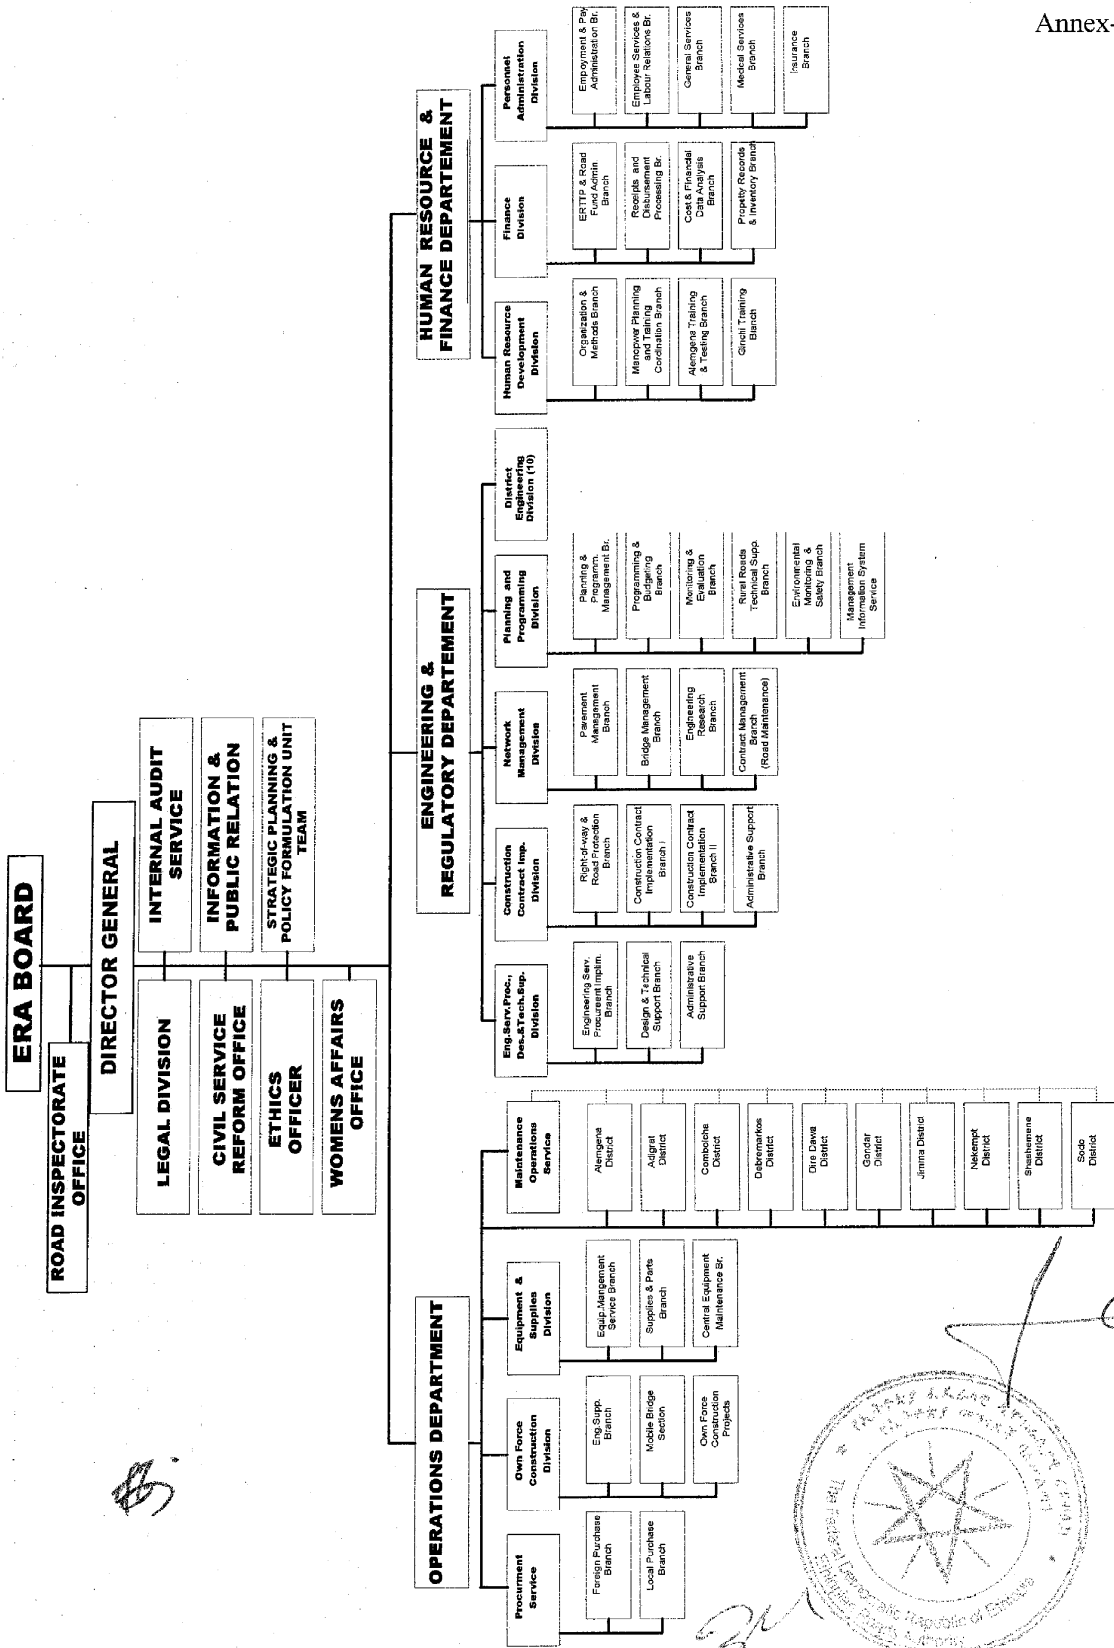 Annex-
ERA BOARD
ROAD INSPECTORATE
OFFICE
DIRECTOR GENERAL
LEGAL DIVISION
INTERNAL AUDIT
SERVICE
CIVIL SERVICE
REFORM OFFICE
INFORMATION &
PUBLIC RELATION
ETHICS
OFFICER
STRATEGIC PLANNING &
POLICY FORMULATION UNIT
TEAM
WOMENS AFFAIRS
OFFICE
OPERATIONS DEPARTMENT
Procurment
Service
Foreign Purchase
Branch
Local Purchase
Branch
Own Force
Construction
Division
Eng.Supp.
Branch
Mobile Bridge
Section
Own Force
Construction
Projects
Equipment &
Supplies
Division
Equip.Mangement
Service Branch
Supplies & Parts
Branch
Central Equipment
Maintenance Br.
Maintenance
Operations
Service
Alemgena
District
Adigrat
District
Combolcha
District
Debremarkos
District
Dire Dawa
District
Gondar
District
Jimma District
Nekempt
District
Shashemene
District
Sodo
District
ENGINEERING &
REGULATORY DEPARTEMENT
Eng.Serv.Proc.,
Des.&Tech.Sup.
Division
Engineering Serv.
Procurement Implim.
Branch
Design & Technical
Support Branch
Administrative
Support Branch
Construction
Contract Imp.
Division
Right-of-way &
Road Protection
Branch
Construction Contract
Implementation
Branch I
Construction Contract
Implementation
Branch II
Administrative Support
Branch
Network
Management
Division
Pavement
Management
Branch
Bridge Management
Branch
Engineering
Research
Branch
Contract Management
Branch
(Road Maintenance)
Planning and
Programming
Division
Planning &
Programm.
Management Br.
Programming &
Budgeting
Branch
Monitoring &
Evaluation
Branch
Rural Roads
Technical Supp.
Branch
Environmental
Monitoring &
Safety Branch
Management
Information System
Service
District
Engineering
Division (10)
HUMAN RESOURCE &
FINANCE DEPARTEMENT
Human Resource
Development
Division
Organization &
Methods Branch
Manopwer Planning
and Training
Cordination Branch
Alemgena Training
& Testing Branch
Ginchi Training
Branch
Finance
Division
ERTTP & Road
Fund Admin
Branch
Receipts and
Disbursement
Processing Br.
Cost & Financial
Data Analysis
Branch
Property Records
& Inventory Branch
Personnel
Administration
Division
Empoyment & Pay
Administration Br.
Employee Services &
Labour Relations Br.
General Services
Branch
Medical Services
Branch
Insurance
Branch
The Federal Democratic Republic of Ethiopia
Ethiopian Roads Authority